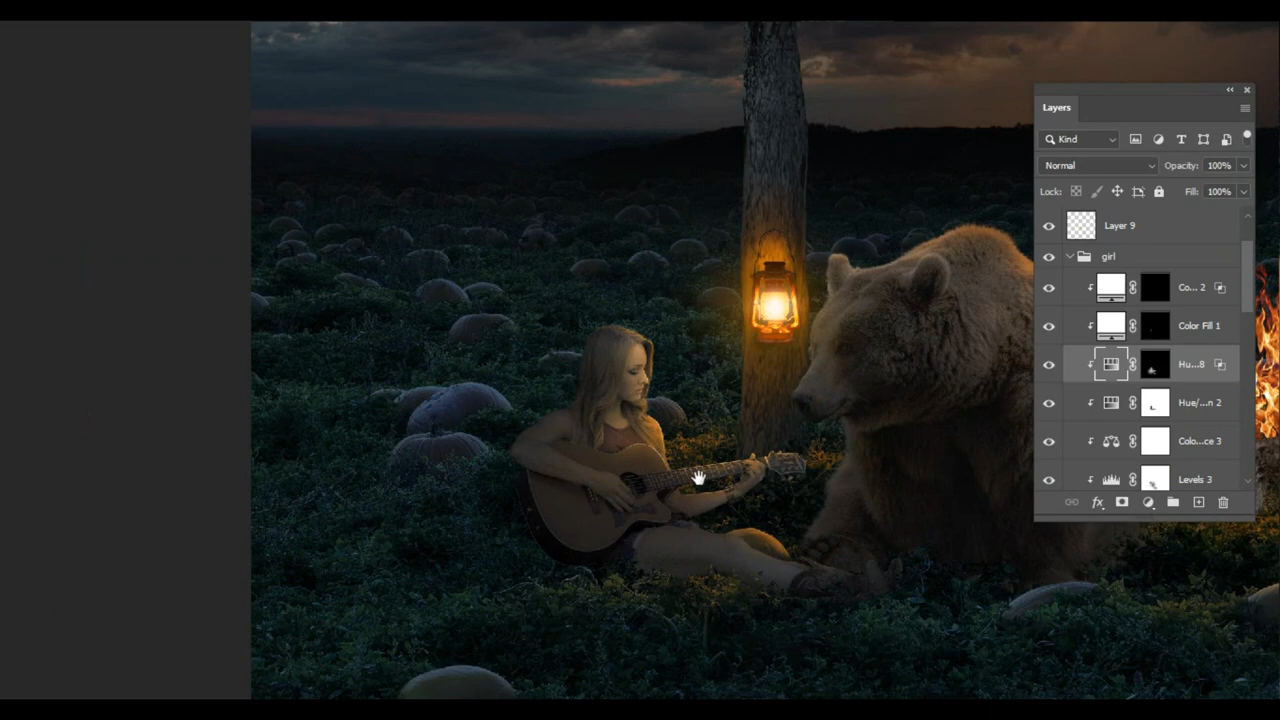 Layers
Kind
Normal Opacity: 100%
Lock: Fill: 100%
Layer 9
girl
Co... 2
Color Fill 1
Hu...8
Hue/...n 2
Colo...ce 3
Levels 3
fx